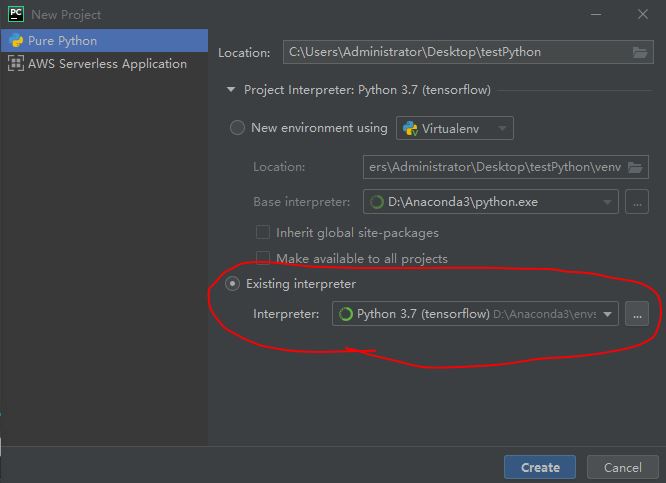 PC New Project
Pure Python
AWS Serverless Application
Location: C:\Users\Administrator\Desktop\testPython
Project Interpreter: Python 3.7 (tensorflow)
New environment using Virtualenv
Location: ers\Administrator\Desktop\testPython\venv
Base interpreter: D:\Anaconda3\python.exe ...
Inherit global site-packages
Make available to all projects
Existing interpreter
Interpreter: Python 3.7 (tensorflow) D:\Anaconda3\envs ...
Create Cancel